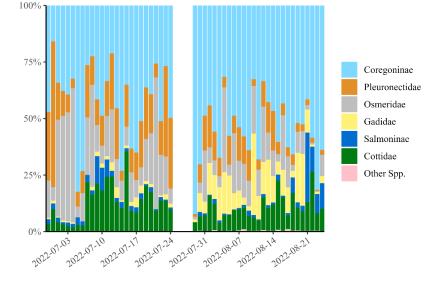 100%
75%
50%
25%
0%
2022-07-03
2022-07-10
2022-07-17
2022-07-24
2022-07-31
2022-08-07
2022-08-14
2022-08-21
Coregoninae
Pleuronectidae
Osmeridae
Gadidae
Salmoninae
Cottidae
Other Spp.